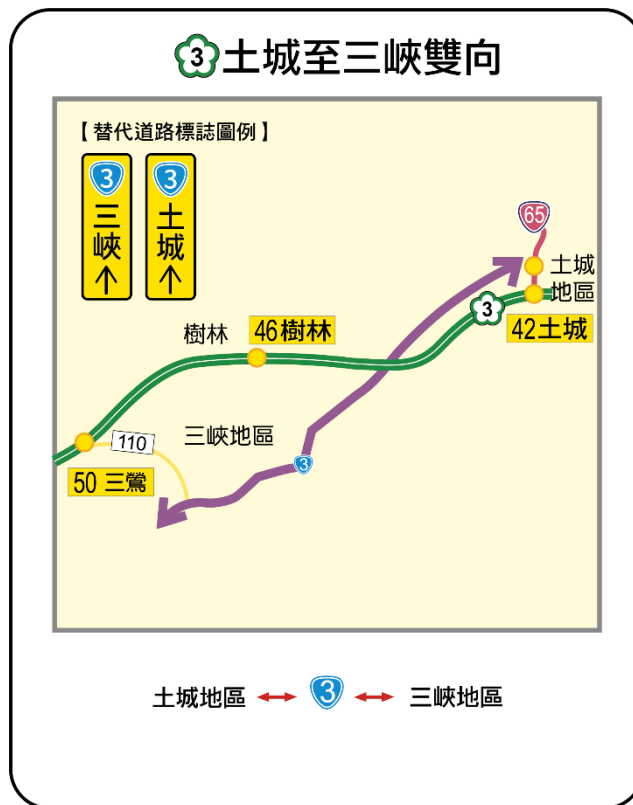 3 土城至三峽雙向
【替代道路標誌圖例】
3 三峽↑
3 土城↑
65
土城
地區
3
42土城
樹林
46樹林
110
三峽地區
3
50 三鶯
土城地區 ↔ 3 ↔ 三峽地區